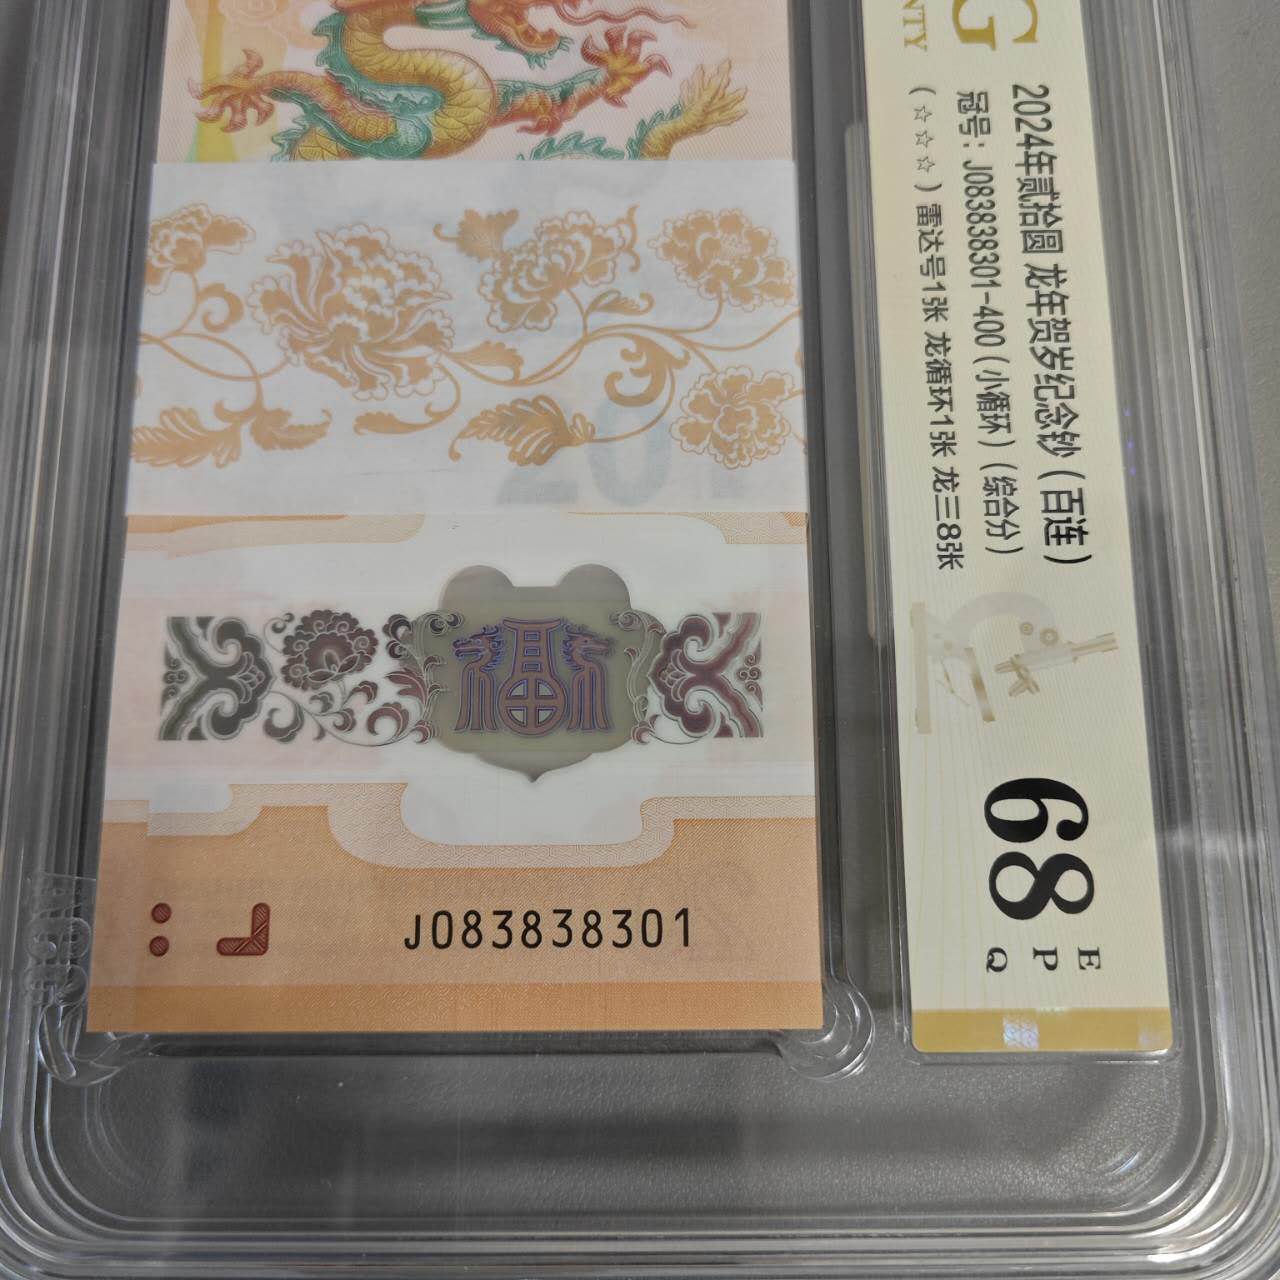 G
NTY
2024年贰拾圆 龙年贺岁纪念钞（百连）
冠号：J083838301-400（小循环）（综合分）
（☆☆☆）雷达号1张 龙循环1张 龙三8张
68
E
P
Q
福
20
J083838301